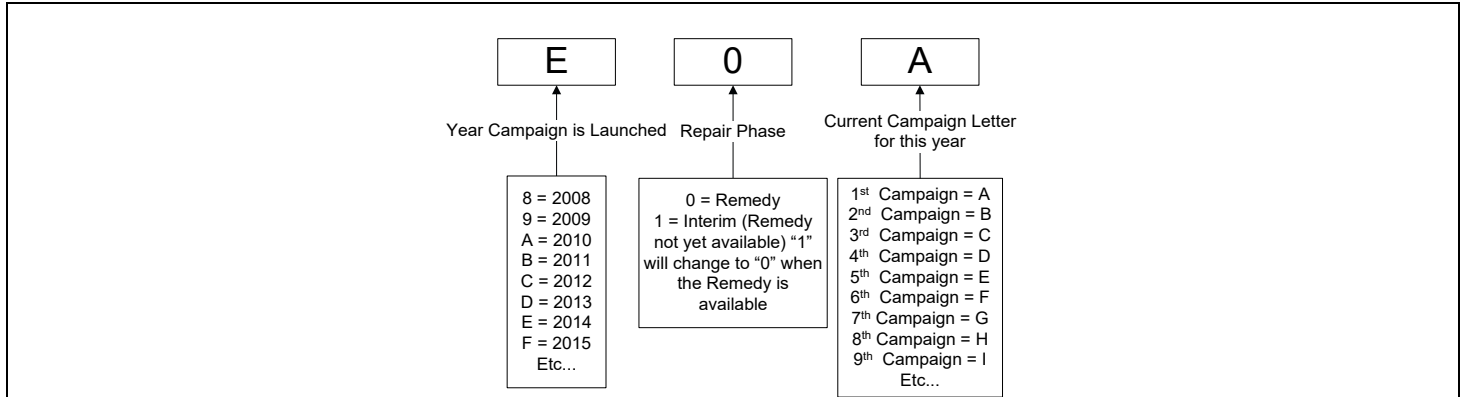 E
0
A
Year Campaign is Launched
Repair Phase
Current Campaign Letter
for this year
8 = 2008
9 = 2009
A = 2010
B = 2011
C = 2012
D = 2013
E = 2014
F = 2015
Etc...
0 = Remedy
1 = Interim (Remedy
not yet available) “1”
will change to “0” when
the Remedy is
available
1st Campaign = A
2nd Campaign = B
3rd Campaign = C
4th Campaign = D
5th Campaign = E
6th Campaign = F
7th Campaign = G
8th Campaign = H
9th Campaign = I
Etc...